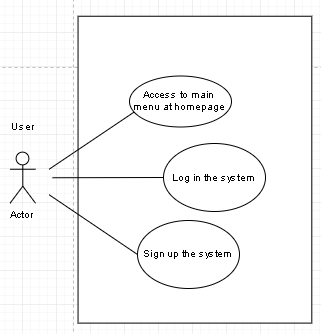 Access to main
menu at homepage
User
Log in the system
Actor
Sign up the system